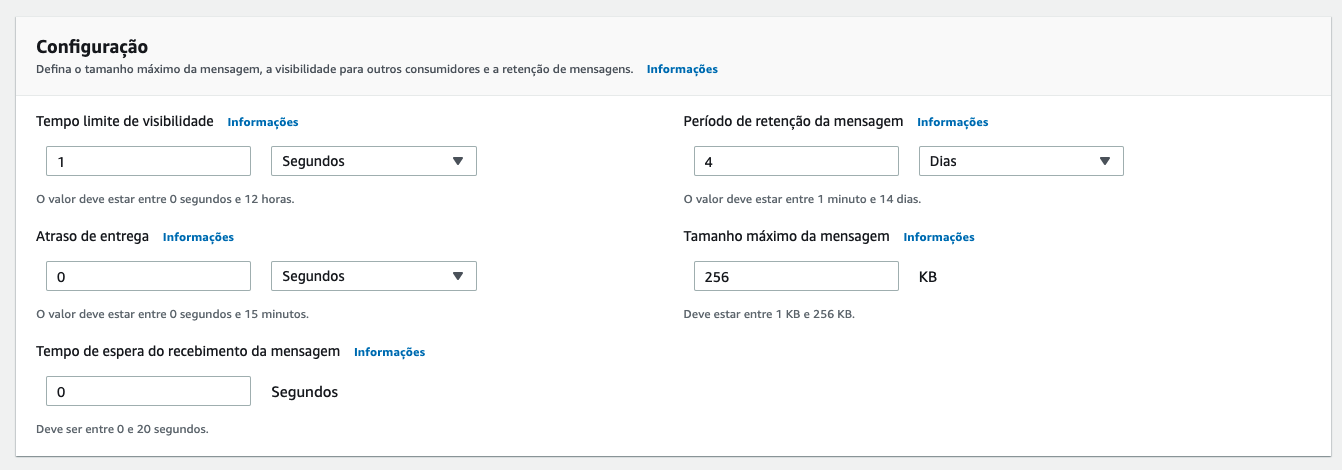 Configuração
Defina o tamanho máximo da mensagem, a visibilidade para outros consumidores e a retenção de mensagens. Informações
Tempo limite de visibilidade Informações
1 Segundos
O valor deve estar entre 0 segundos e 12 horas.
Período de retenção da mensagem Informações
4 Dias
O valor deve estar entre 1 minuto e 14 dias.
Atraso de entrega Informações
0 Segundos
O valor deve estar entre 0 segundos e 15 minutos.
Tamanho máximo da mensagem Informações
256 KB
Deve estar entre 1 KB e 256 KB.
Tempo de espera do recebimento da mensagem Informações
0 Segundos
Deve ser entre 0 e 20 segundos.